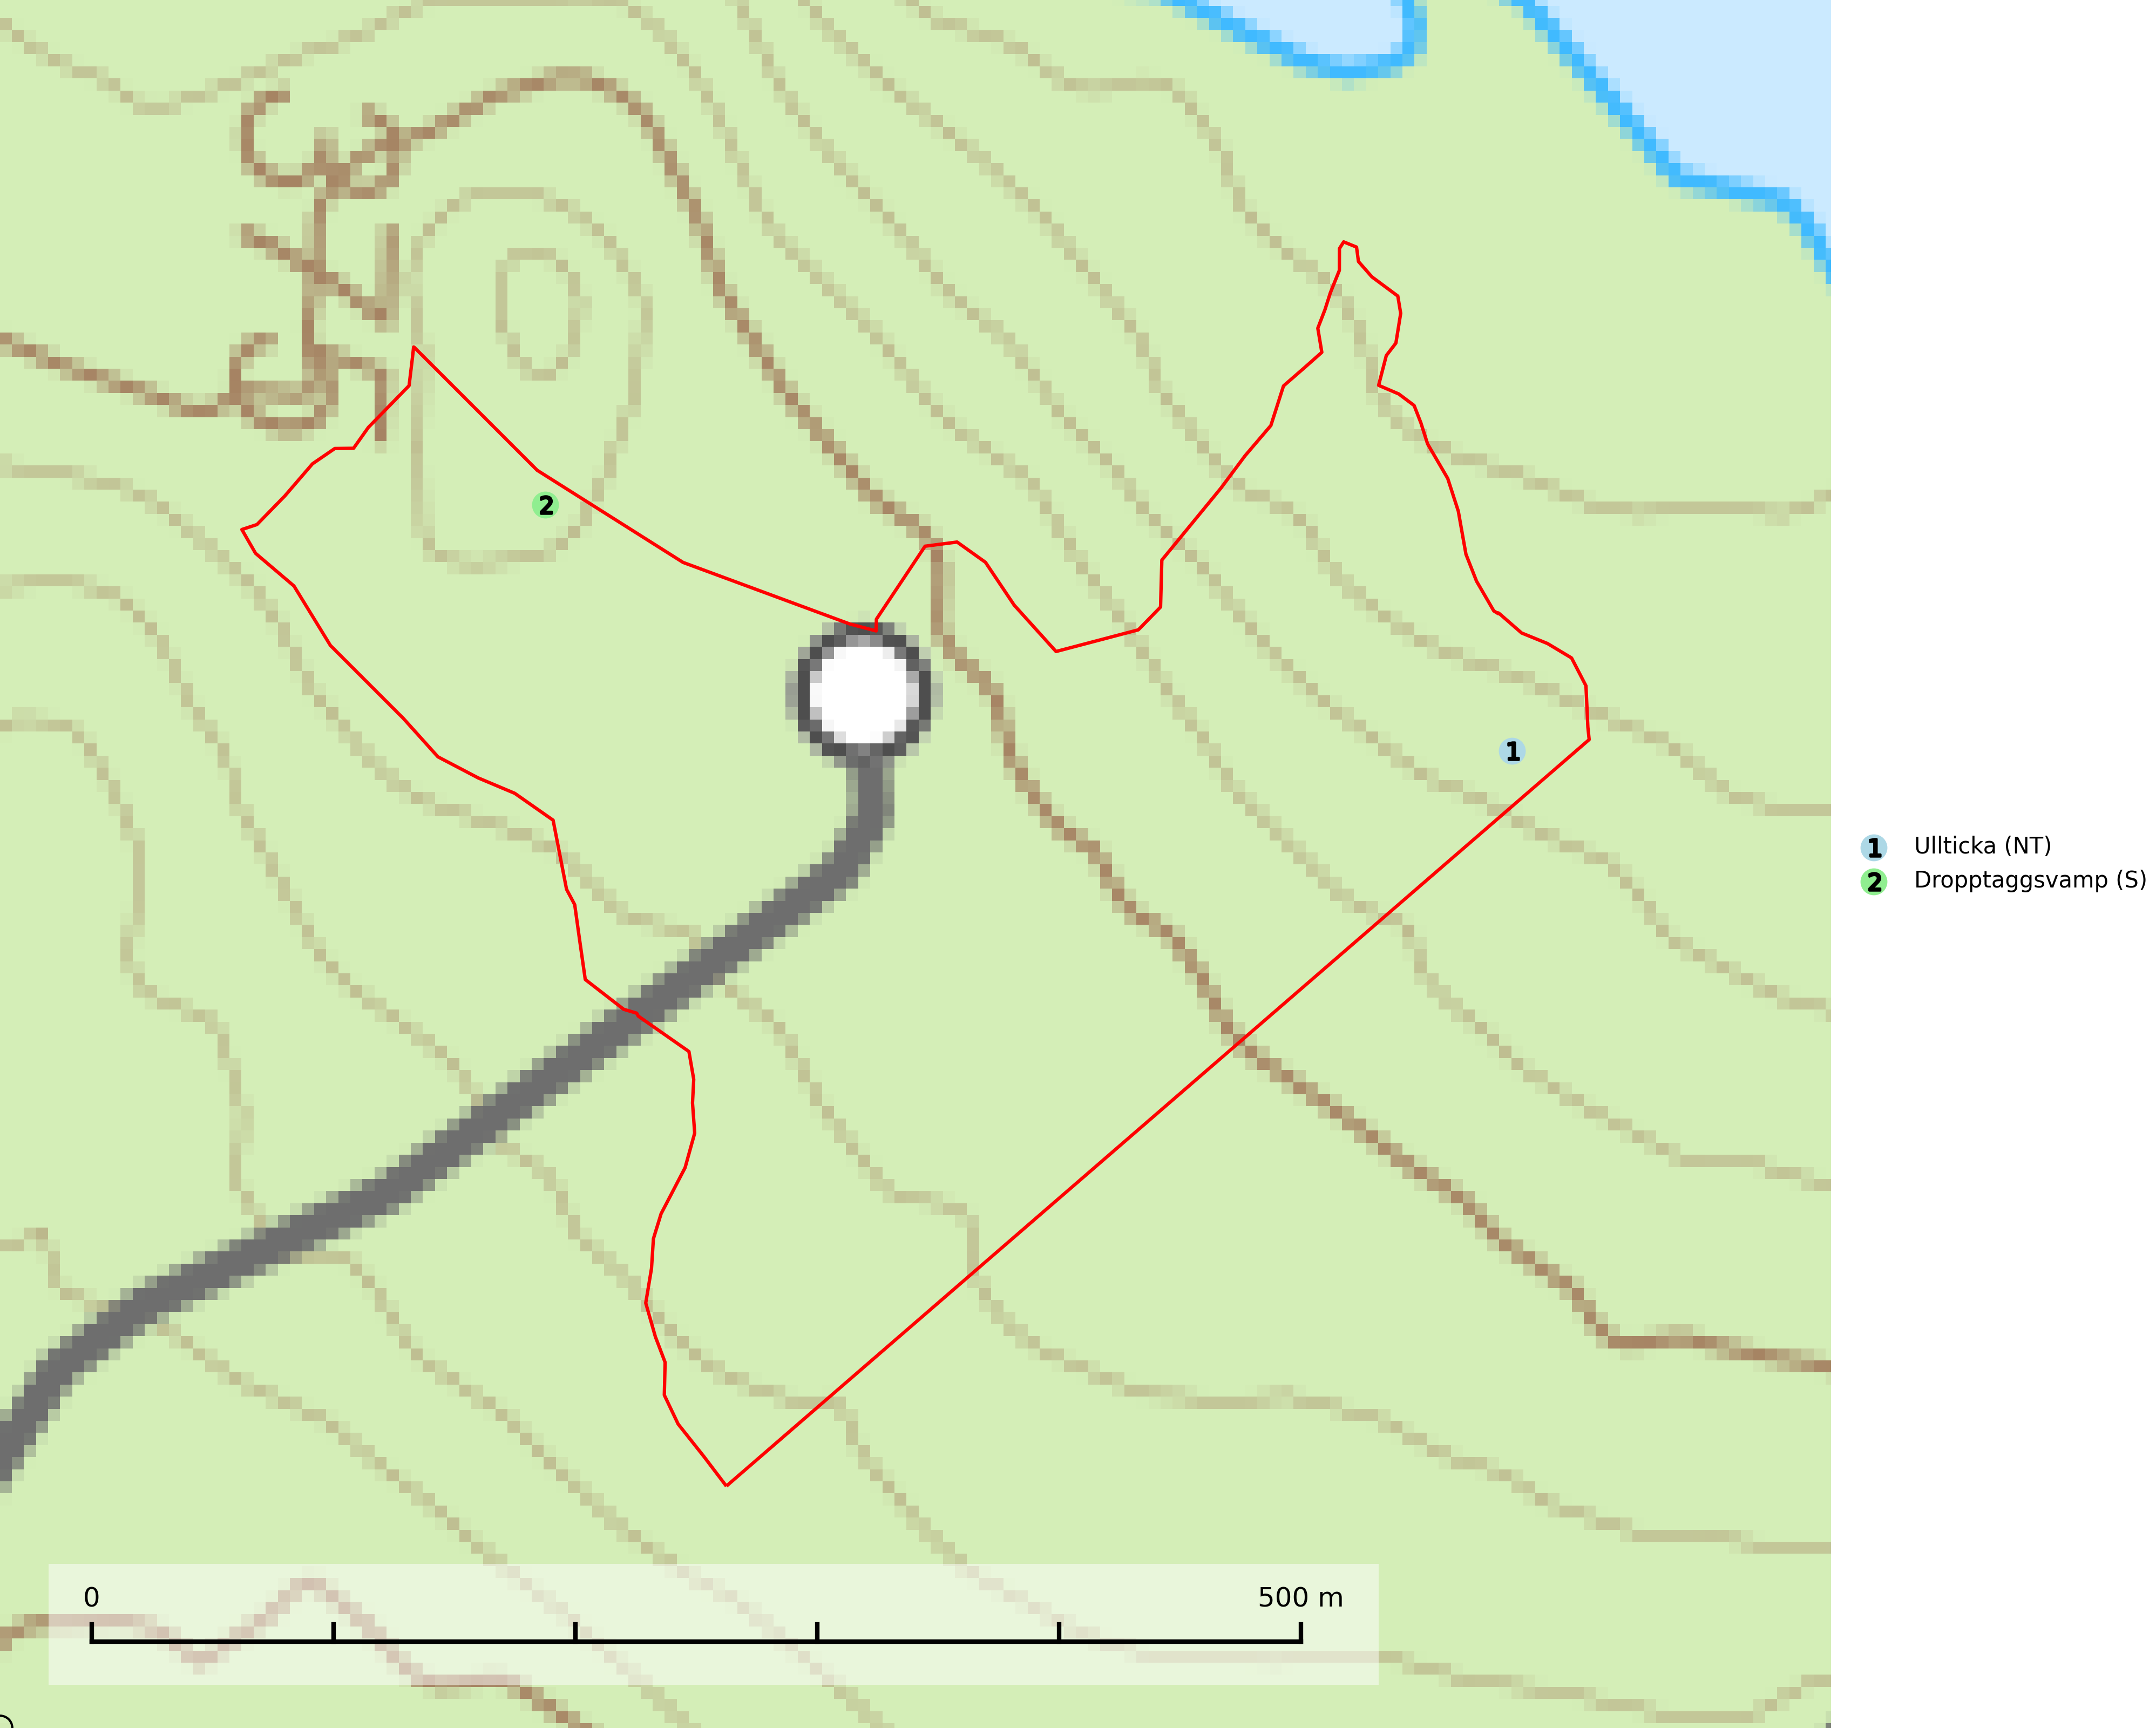 2
1
1 Ullticka (NT)
2 Dropptaggsvamp (S)
0 500 m